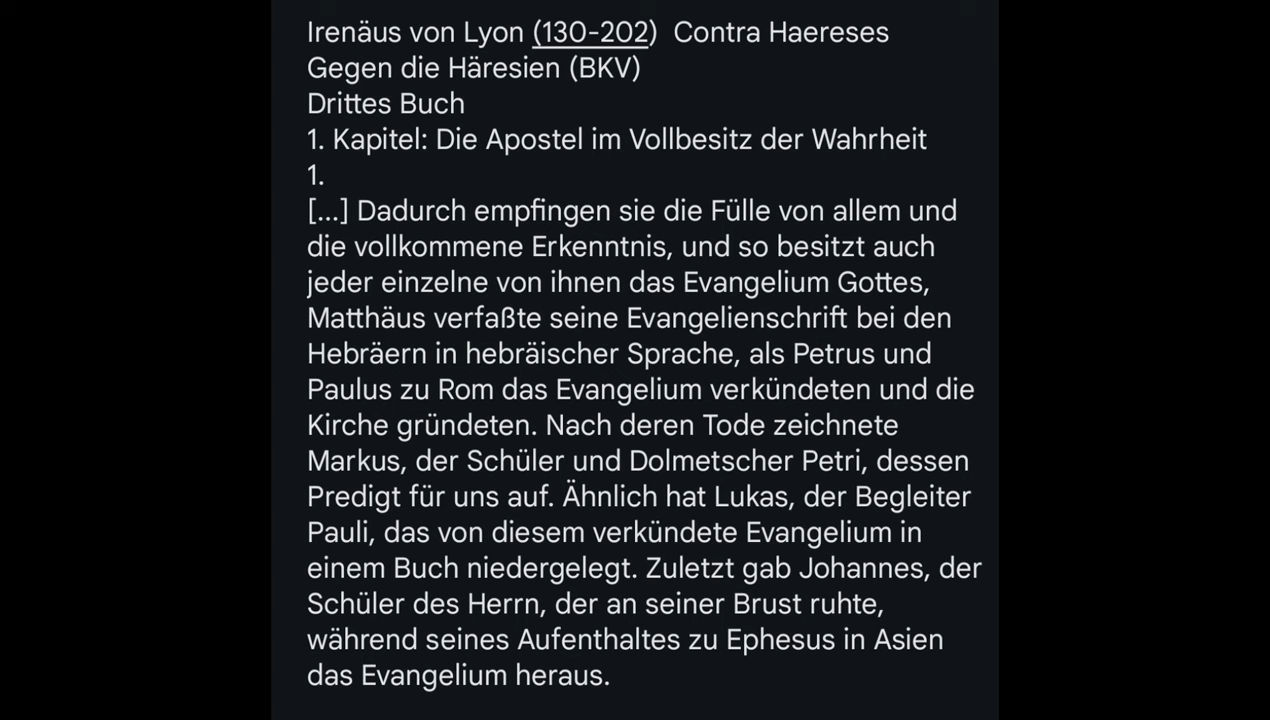 Irenäus von Lyon (130-202) Contra Haereses
Gegen die Häresien (BKV)
Drittes Buch
1. Kapitel: Die Apostel im Vollbesitz der Wahrheit
1.
[...] Dadurch empfingen sie die Fülle von allem und
die vollkommene Erkenntnis, und so besitzt auch
jeder einzelne von ihnen das Evangelium Gottes,
Matthäus verfaßte seine Evangelienschrift bei den
Hebräern in hebräischer Sprache, als Petrus und
Paulus zu Rom das Evangelium verkündeten und die
Kirche gründeten. Nach deren Tode zeichnete
Markus, der Schüler und Dolmetscher Petri, dessen
Predigt für uns auf. Ähnlich hat Lukas, der Begleiter
Pauli, das von diesem verkündete Evangelium in
einem Buch niedergelegt. Zuletzt gab Johannes, der
Schüler des Herrn, der an seiner Brust ruhte,
während seines Aufenthaltes zu Ephesus in Asien
das Evangelium heraus.